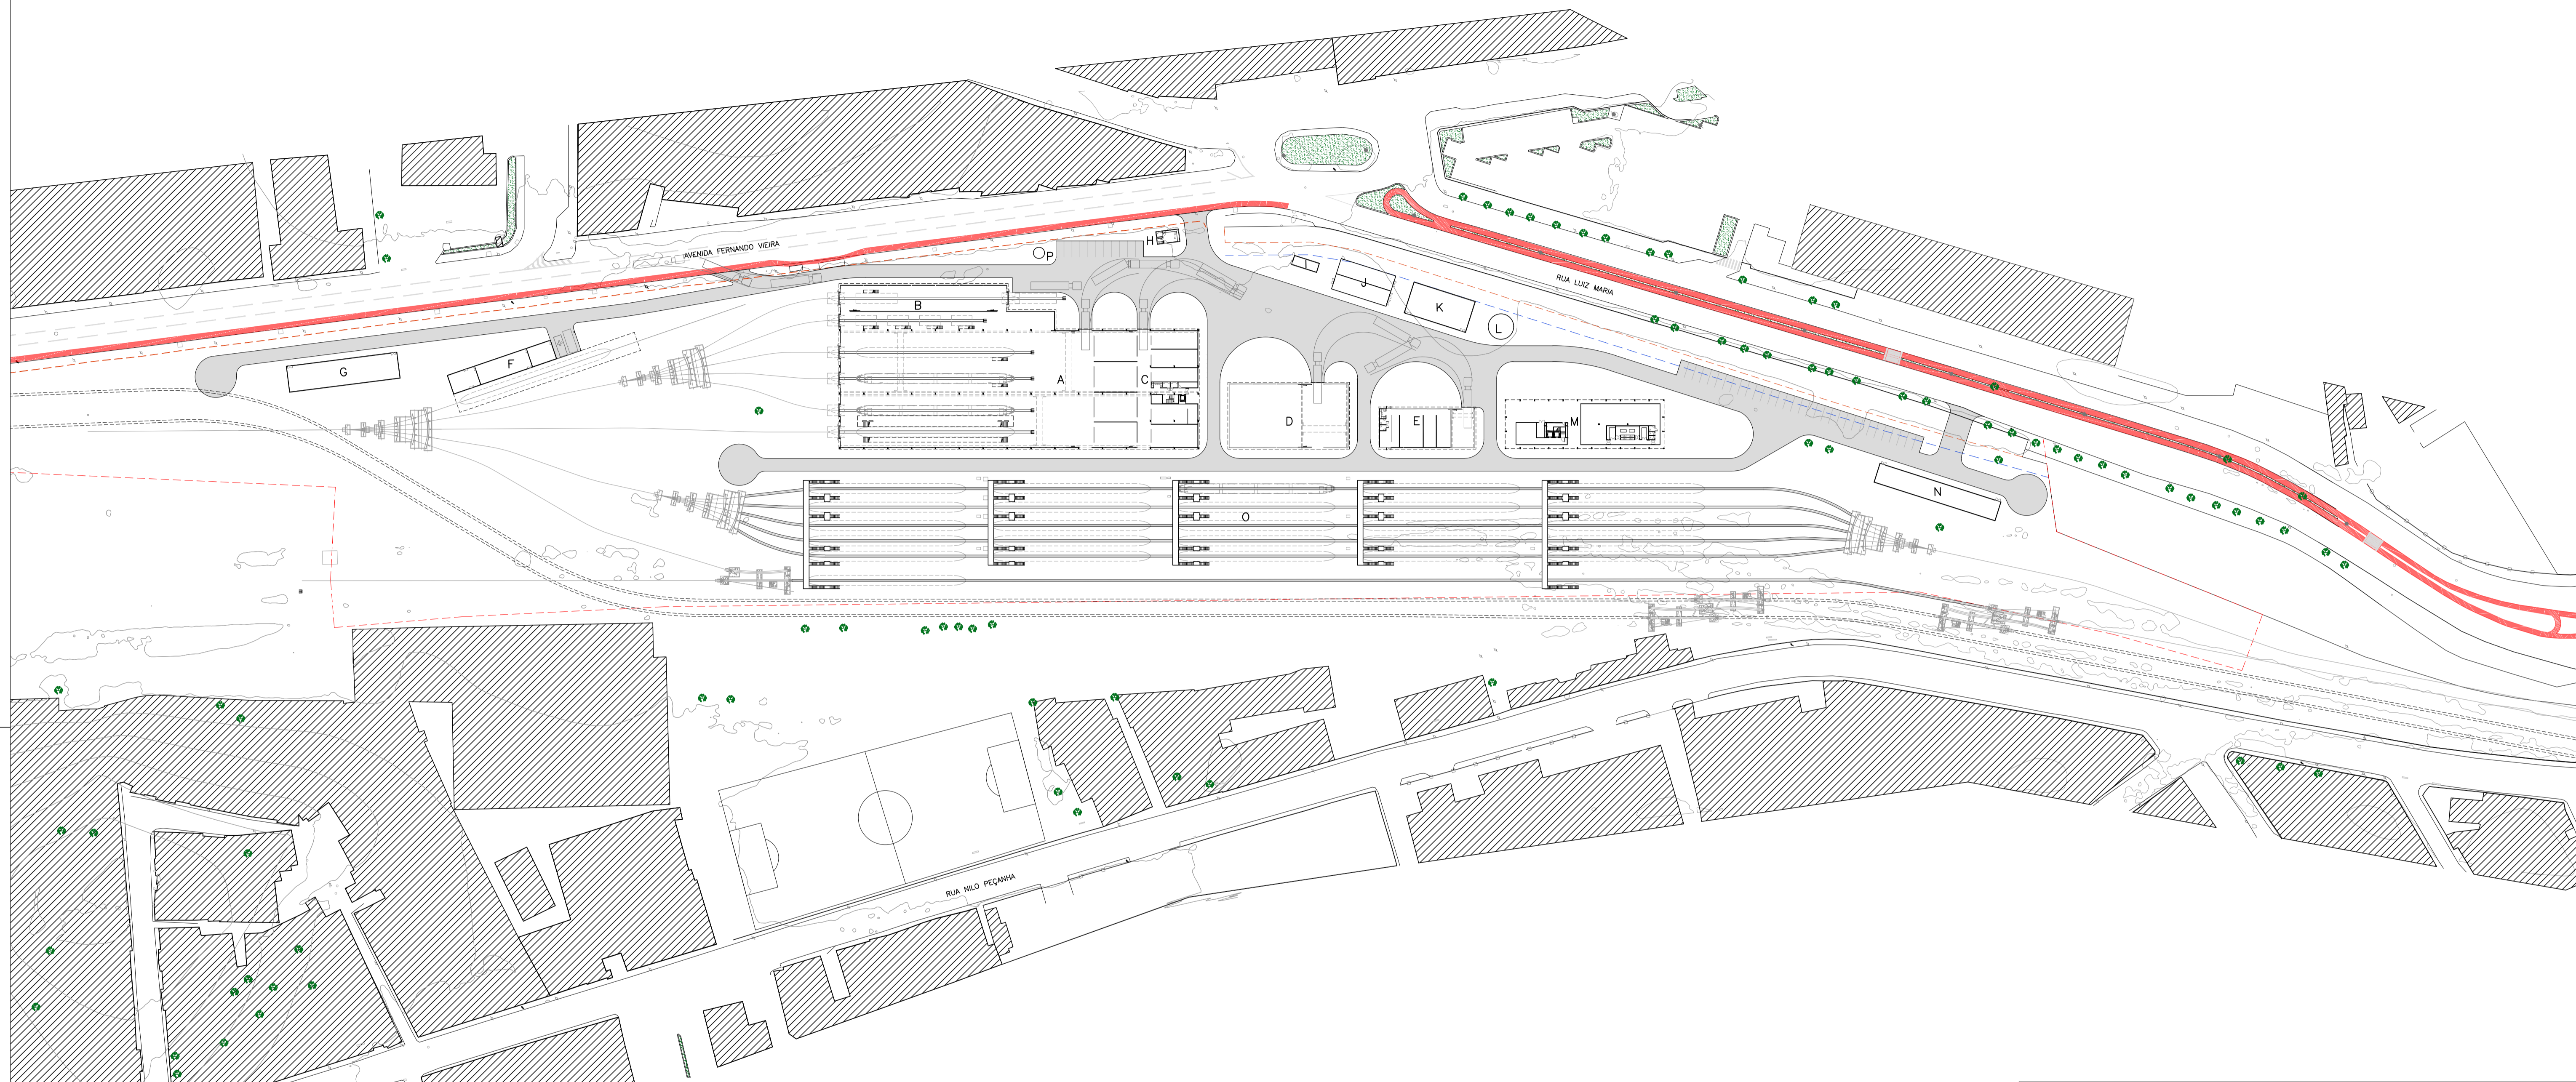 AVENIDA FERNANDO VIEIRA
H
P
I
RUA LUIZ MARIA
J
B
K
L
F
G
A
C
D
E
M
N
O
RUA NILO PEÇANHA